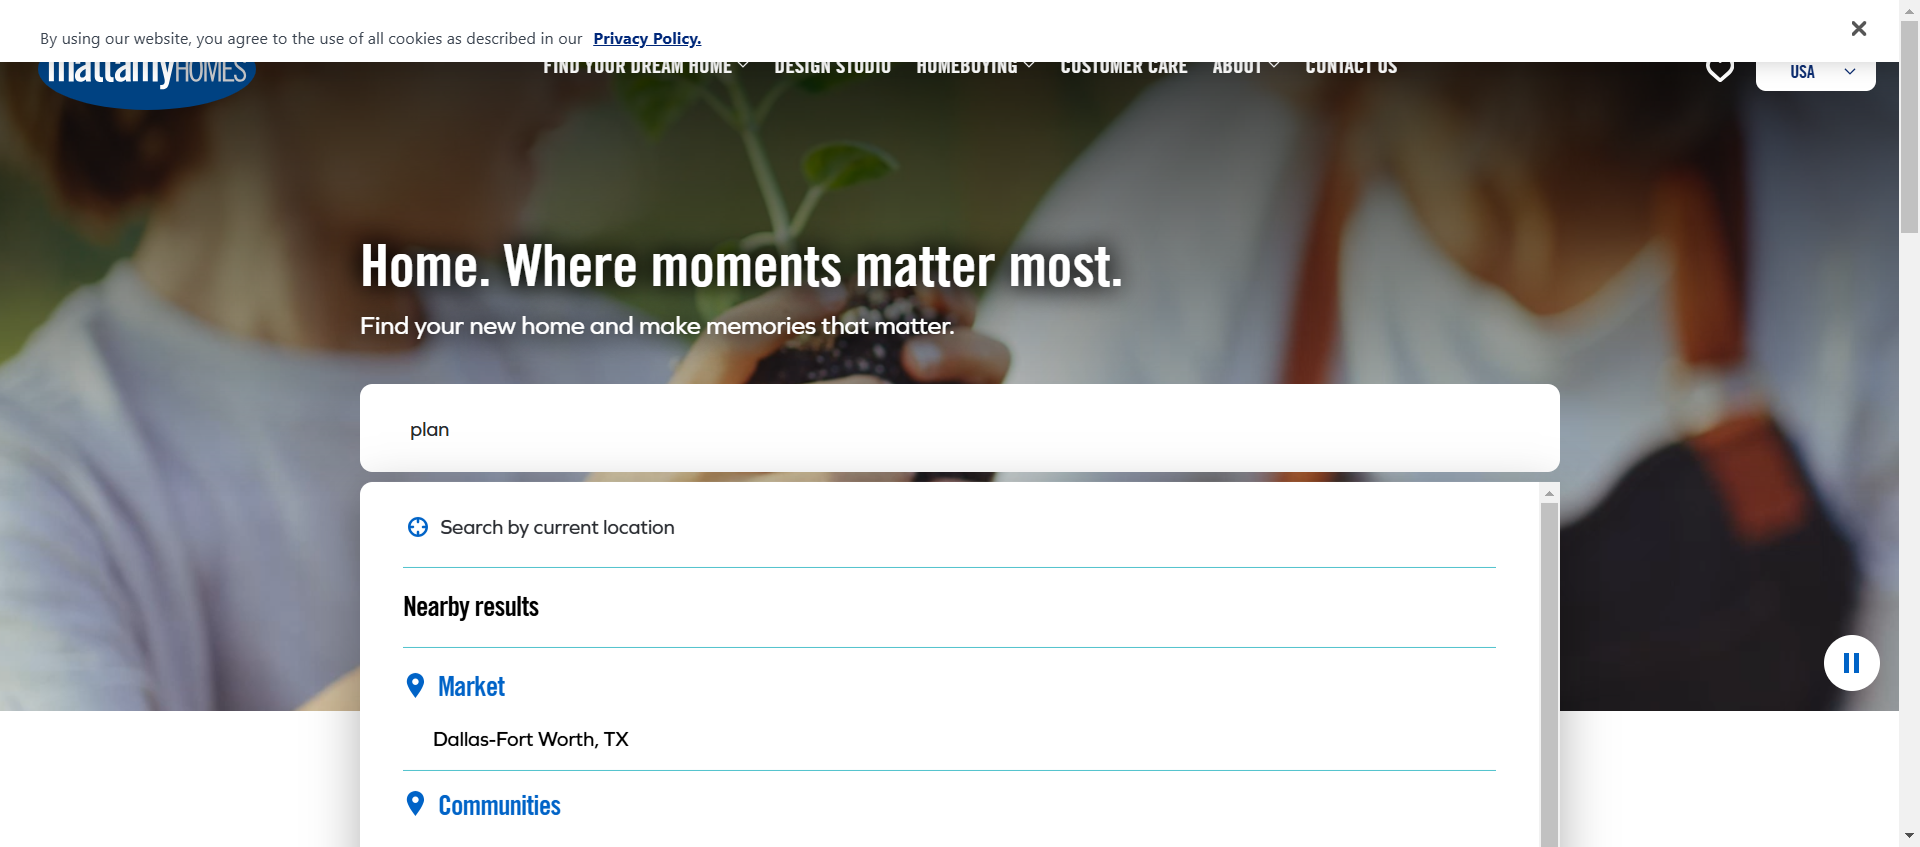 By using our website, you agree to the use of all cookies as described in our Privacy Policy.
mattamyHOMES
FIND YOUR DREAM HOME
DESIGN STUDIO
HOMEBUYING
CUSTOMER CARE
ABOUT
CONTACT US
USA
Home. Where moments matter most.
Find your new home and make memories that matter.
plan
Search by current location
Nearby results
Market
Dallas-Fort Worth, TX
Communities